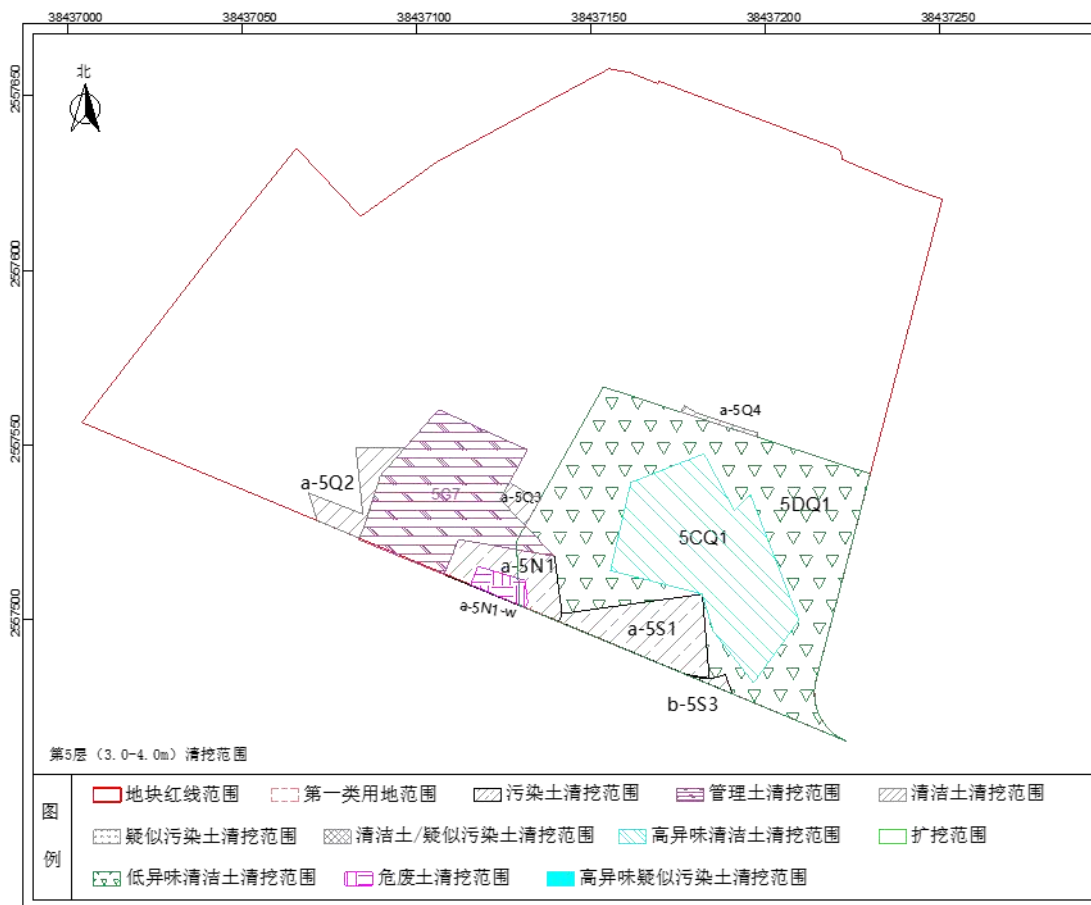 38437000 38437050 38437100 38437150 38437200 38437250
2557650
北
2557600
2557550
a-5Q4
a-5Q2
5G7
a-5Q3
5DQ1
5CQ1
a-5N1
2557500
a-5N1-w
a-5S1
b-5S3
第5层（3.0-4.0m）清挖范围
图例
地块红线范围 第一类用地范围 污染土清挖范围 管理土清挖范围 清洁土清挖范围
疑似污染土清挖范围 清洁土/疑似污染土清挖范围 高异味清洁土清挖范围 扩挖范围
低异味清洁土清挖范围 危废土清挖范围 高异味疑似污染土清挖范围